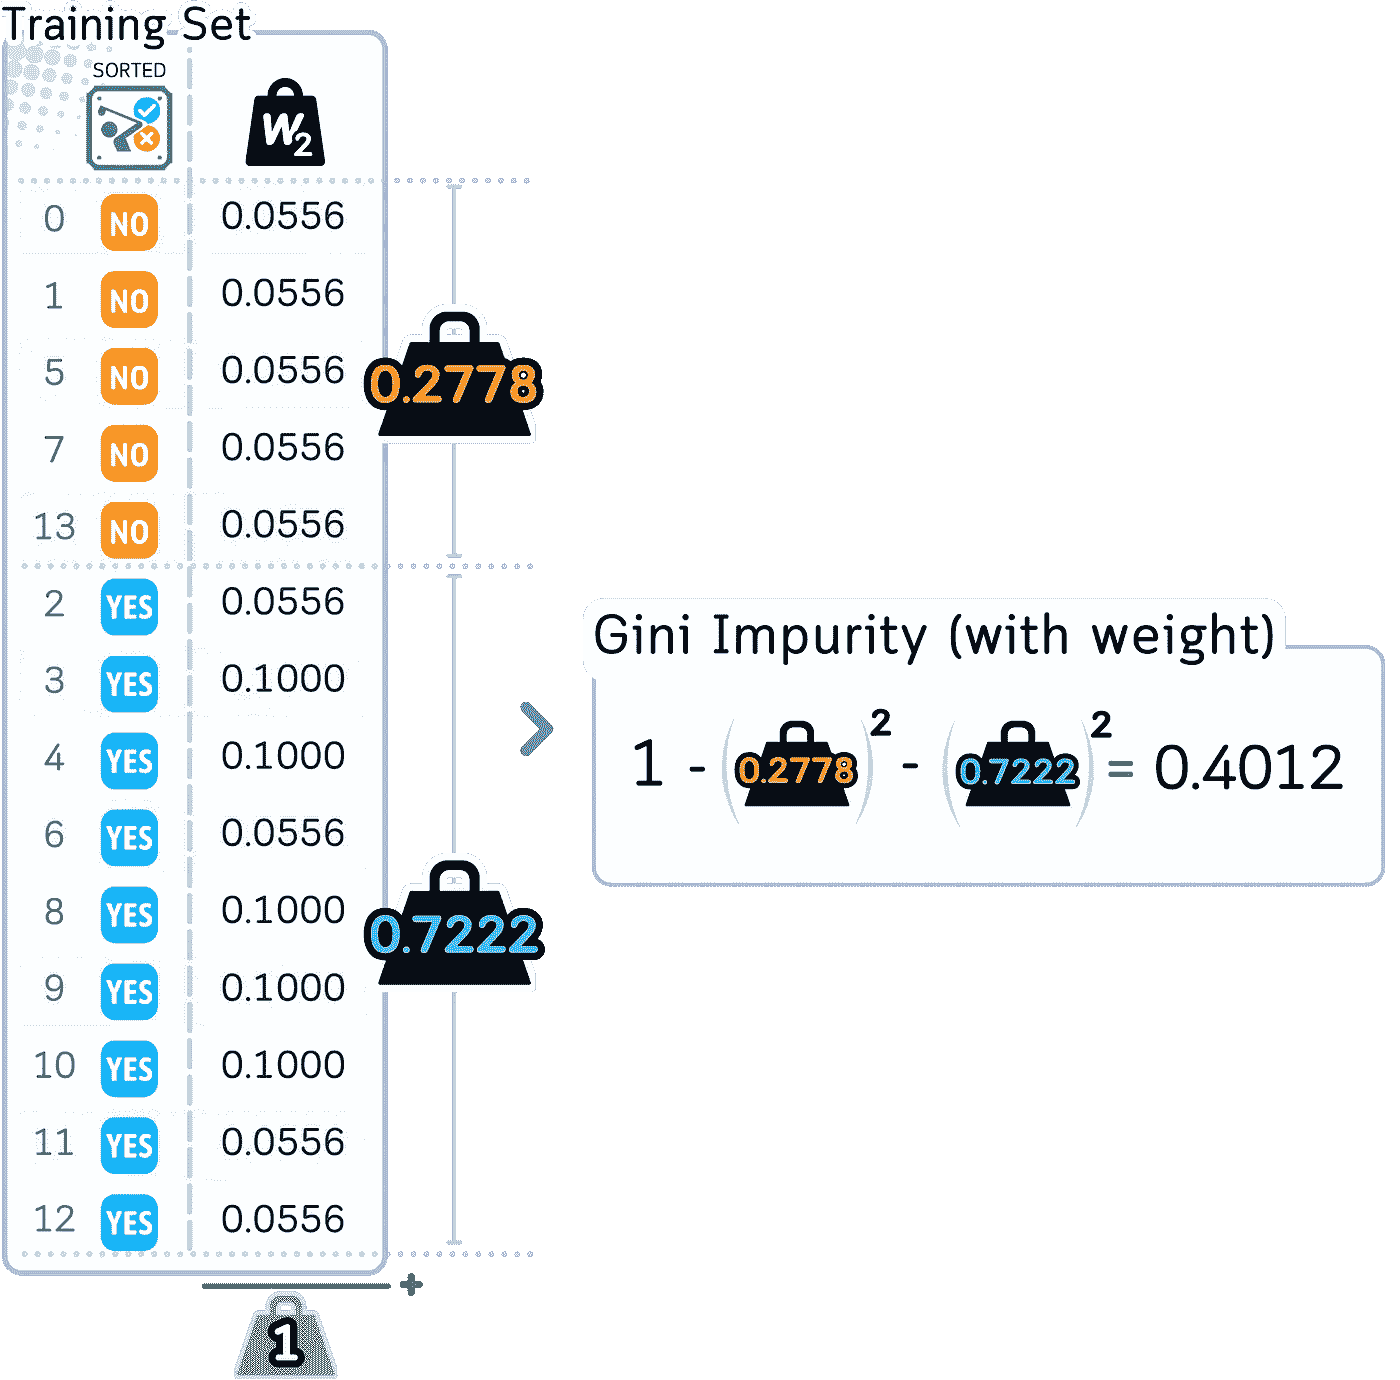 Training Set
SORTED
W2
0 NO 0.0556
1 NO 0.0556
5 NO 0.0556
7 NO 0.0556
13 NO 0.0556
0.2778
2 YES 0.0556
3 YES 0.1000
4 YES 0.1000
6 YES 0.0556
8 YES 0.1000
9 YES 0.1000
10 YES 0.1000
11 YES 0.0556
12 YES 0.0556
0.7222
+
1
Gini Impurity (with weight)
1 - (0.2778)2 - (0.7222)2 = 0.4012